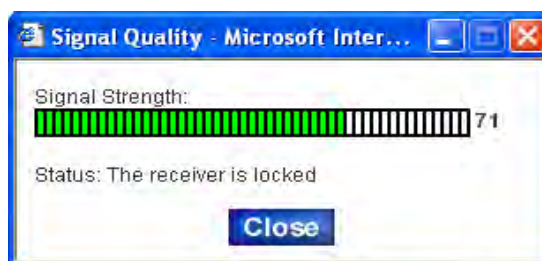 Signal Quality - Microsoft Inter...
Signal Strength:
71
Status: The receiver is locked
Close